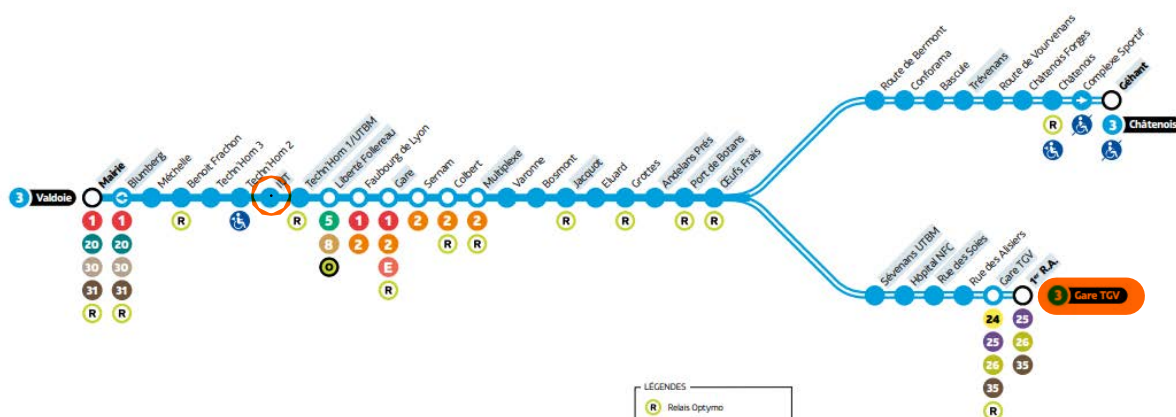 Route de Bermont
Conforama
Bascule
Trévenans
Route de Vourvenans
Châtenois Forges
Châtenois
Complexe Sportif
Géhant
R
3 Châtenois
Mairie
Blumberg
Méchelle
Benoit Frachon
Techn'Hom 3
Techn'Hom 2
Techn'Hom 1/UTBM
Liberté Follereau
Faubourg de Lyon
Gare
Sernam
Colbert
Multiplexe
Varonne
Bosmont
Jacquot
Eluard
Grottes
Andelans Prés
Port de Botans
Œufs Frais
3 Valdoie
1 1 R R 5 1 1 2 2 2 R R R R
20 20 8 2 2 R R
30 30 O E
31 31 R
R R
Sévenans UTBM
Hôpital NFC
Rue des Soies
Rue des Alisiers
Gare TGV
1er R.A.
3 Gare TGV
24 25
25 26
26 35
35
R
LÉGENDES
R Relais Optymo